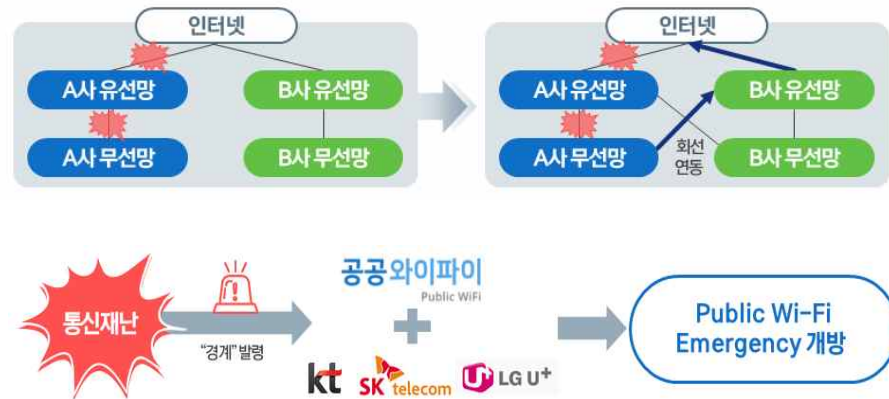 인터넷
A사 유선망
B사 유선망
A사 무선망
B사 무선망
인터넷
A사 유선망
B사 유선망
회선
연동
A사 무선망
B사 무선망
통신재난
"경계" 발령
공공와이파이
Public WiFi
kt
SK telecom
U+ LG U+
Public Wi-Fi
Emergency 개방